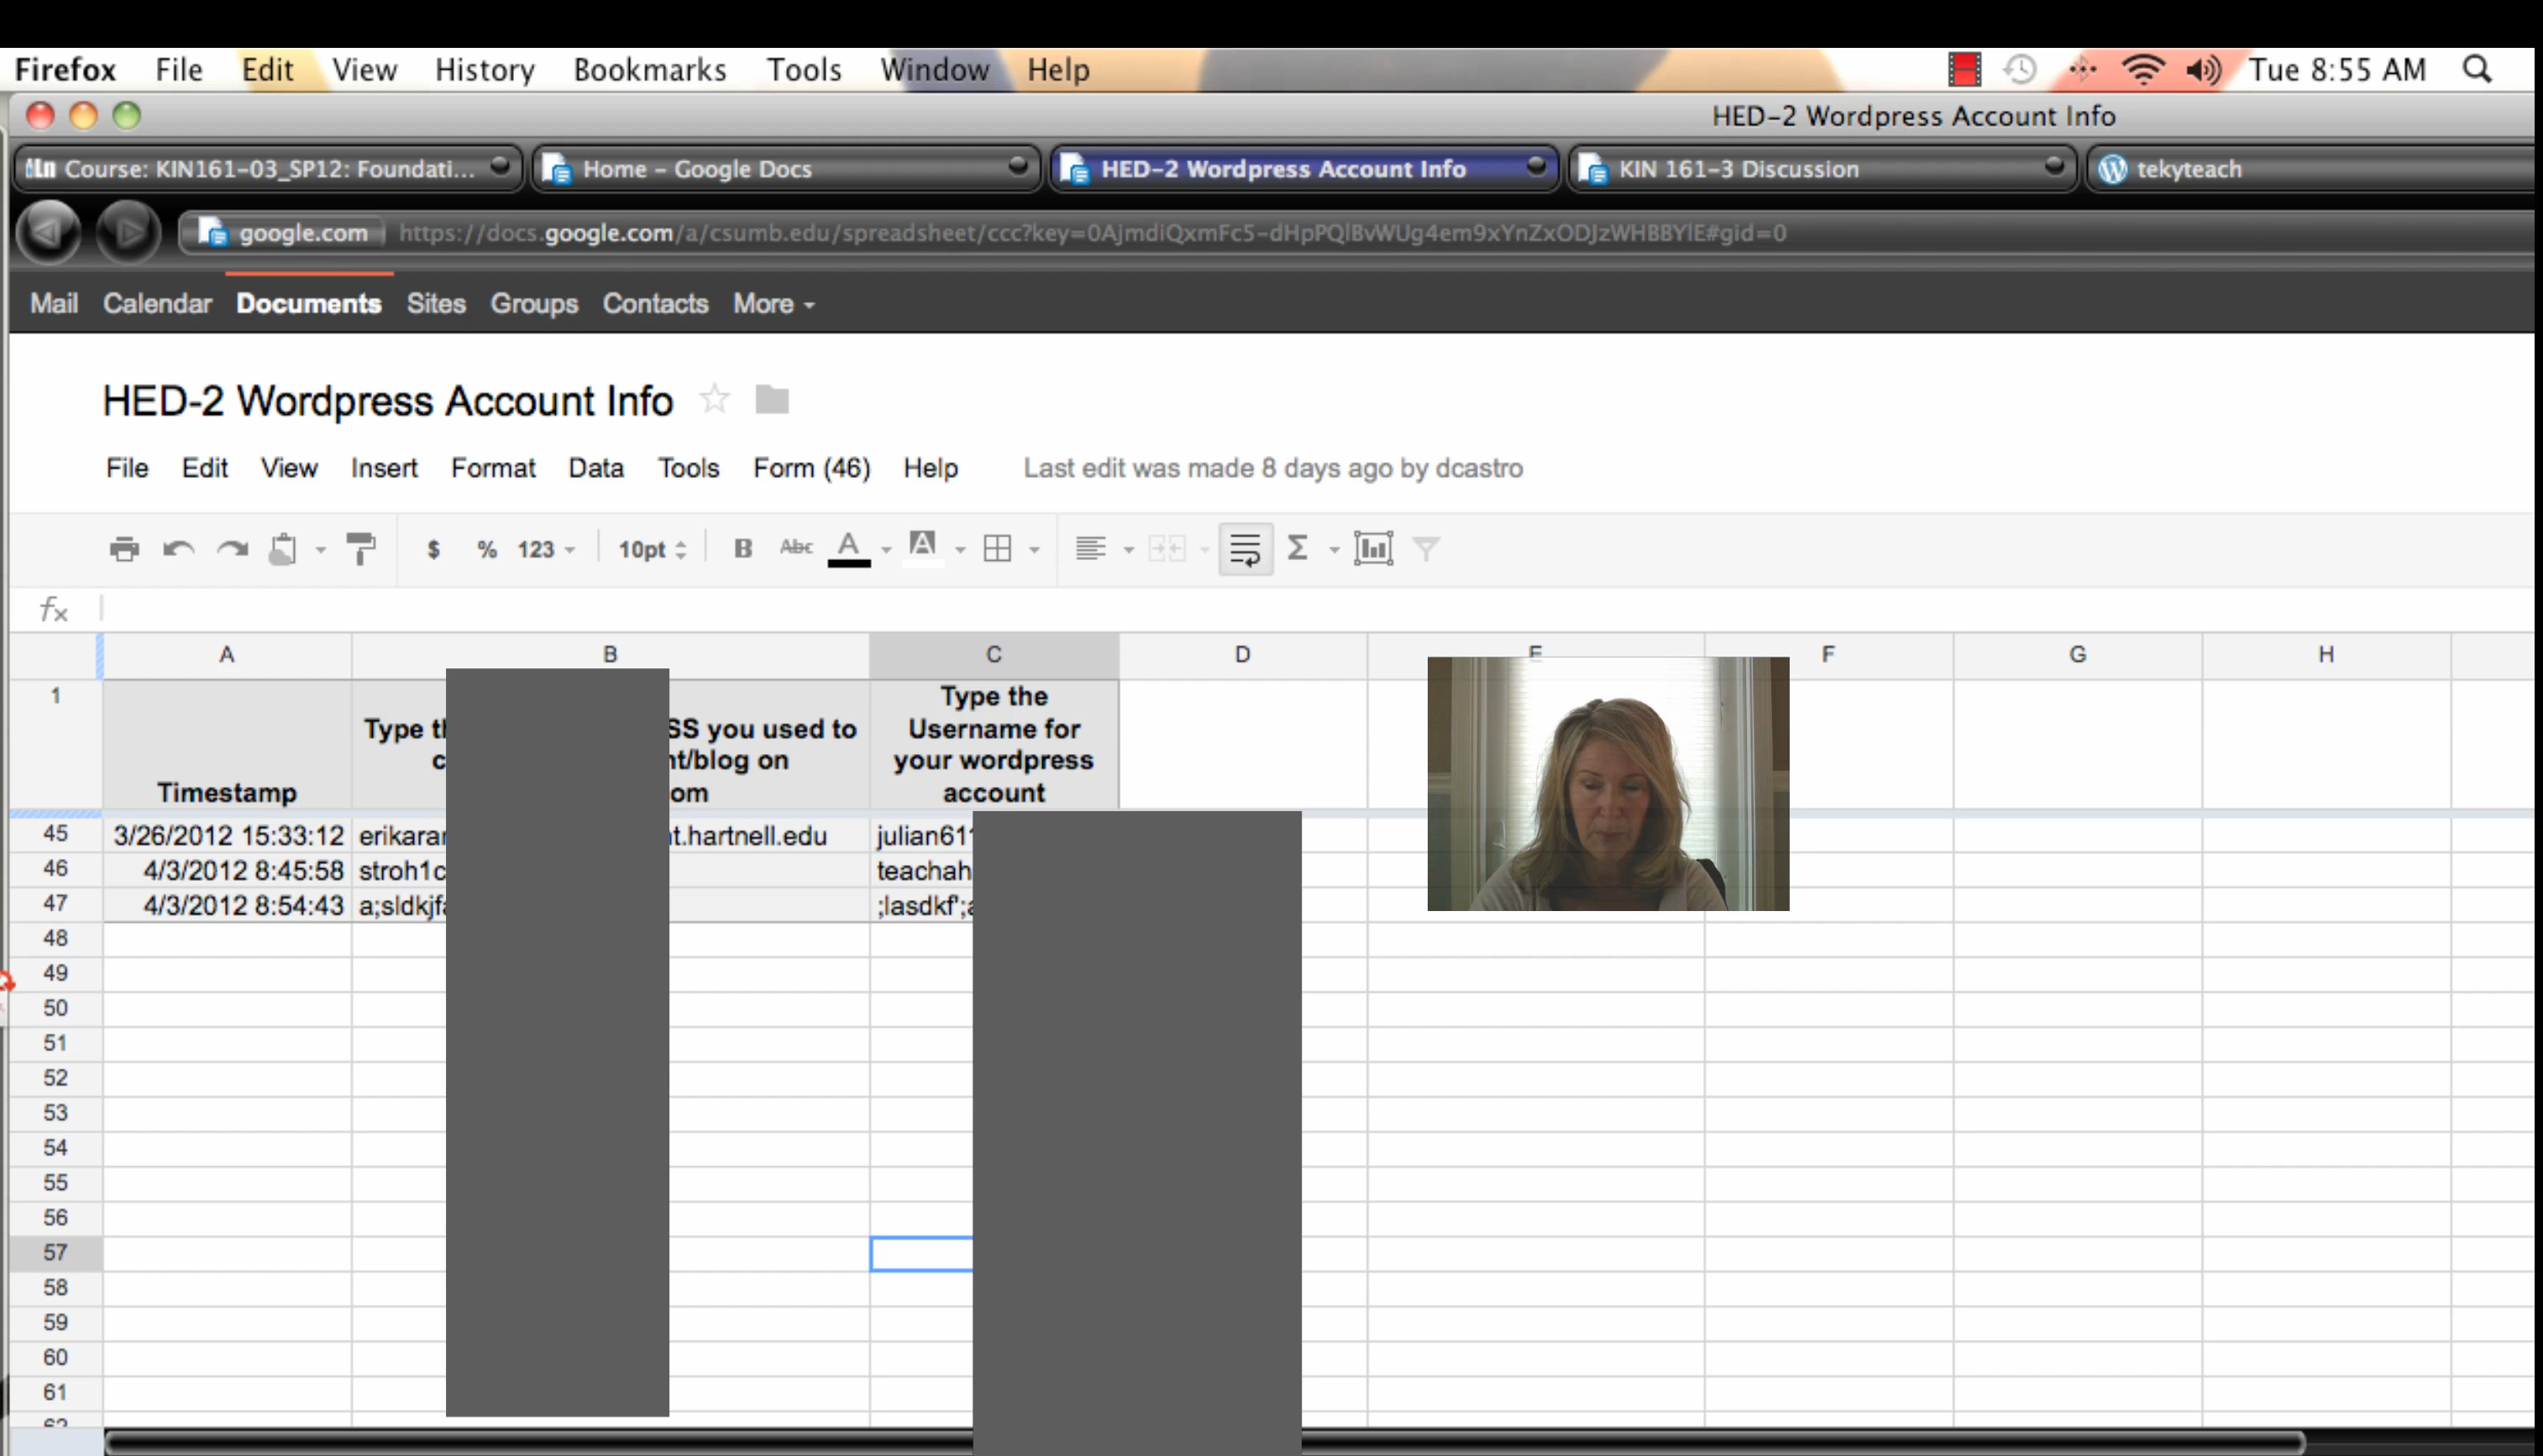 Firefox File Edit View History Bookmarks Tools Window Help Tue 8:55 AM
HED-2 Wordpress Account Info
Course: KIN161-03_SP12: Foundati... Home - Google Docs HED-2 Wordpress Account Info KIN 161-3 Discussion tekyteach
google.com https://docs.google.com/a/csumb.edu/spreadsheet/ccc?key=0AjmdiQxmFc5-dHpPQlBvWUg4em9xYnZxODJzWHBBYlE#gid=0
Mail Calendar Documents Sites Groups Contacts More
HED-2 Wordpress Account Info
File Edit View Insert Format Data Tools Form (46) Help Last edit was made 8 days ago by dcastro
$ % 123 10pt B Abc A A Σ
fx
A B C D E F G H
1 Type the
Type th SS you used to Username for
c nt/blog on your wordpress
Timestamp om account
45 3/26/2012 15:33:12 erikarar t.hartnell.edu julian611
46 4/3/2012 8:45:58 stroh1c teachah
47 4/3/2012 8:54:43 a;sldkjfa ;lasdkf';a
48
49
50
51
52
53
54
55
56
57
58
59
60
61
62